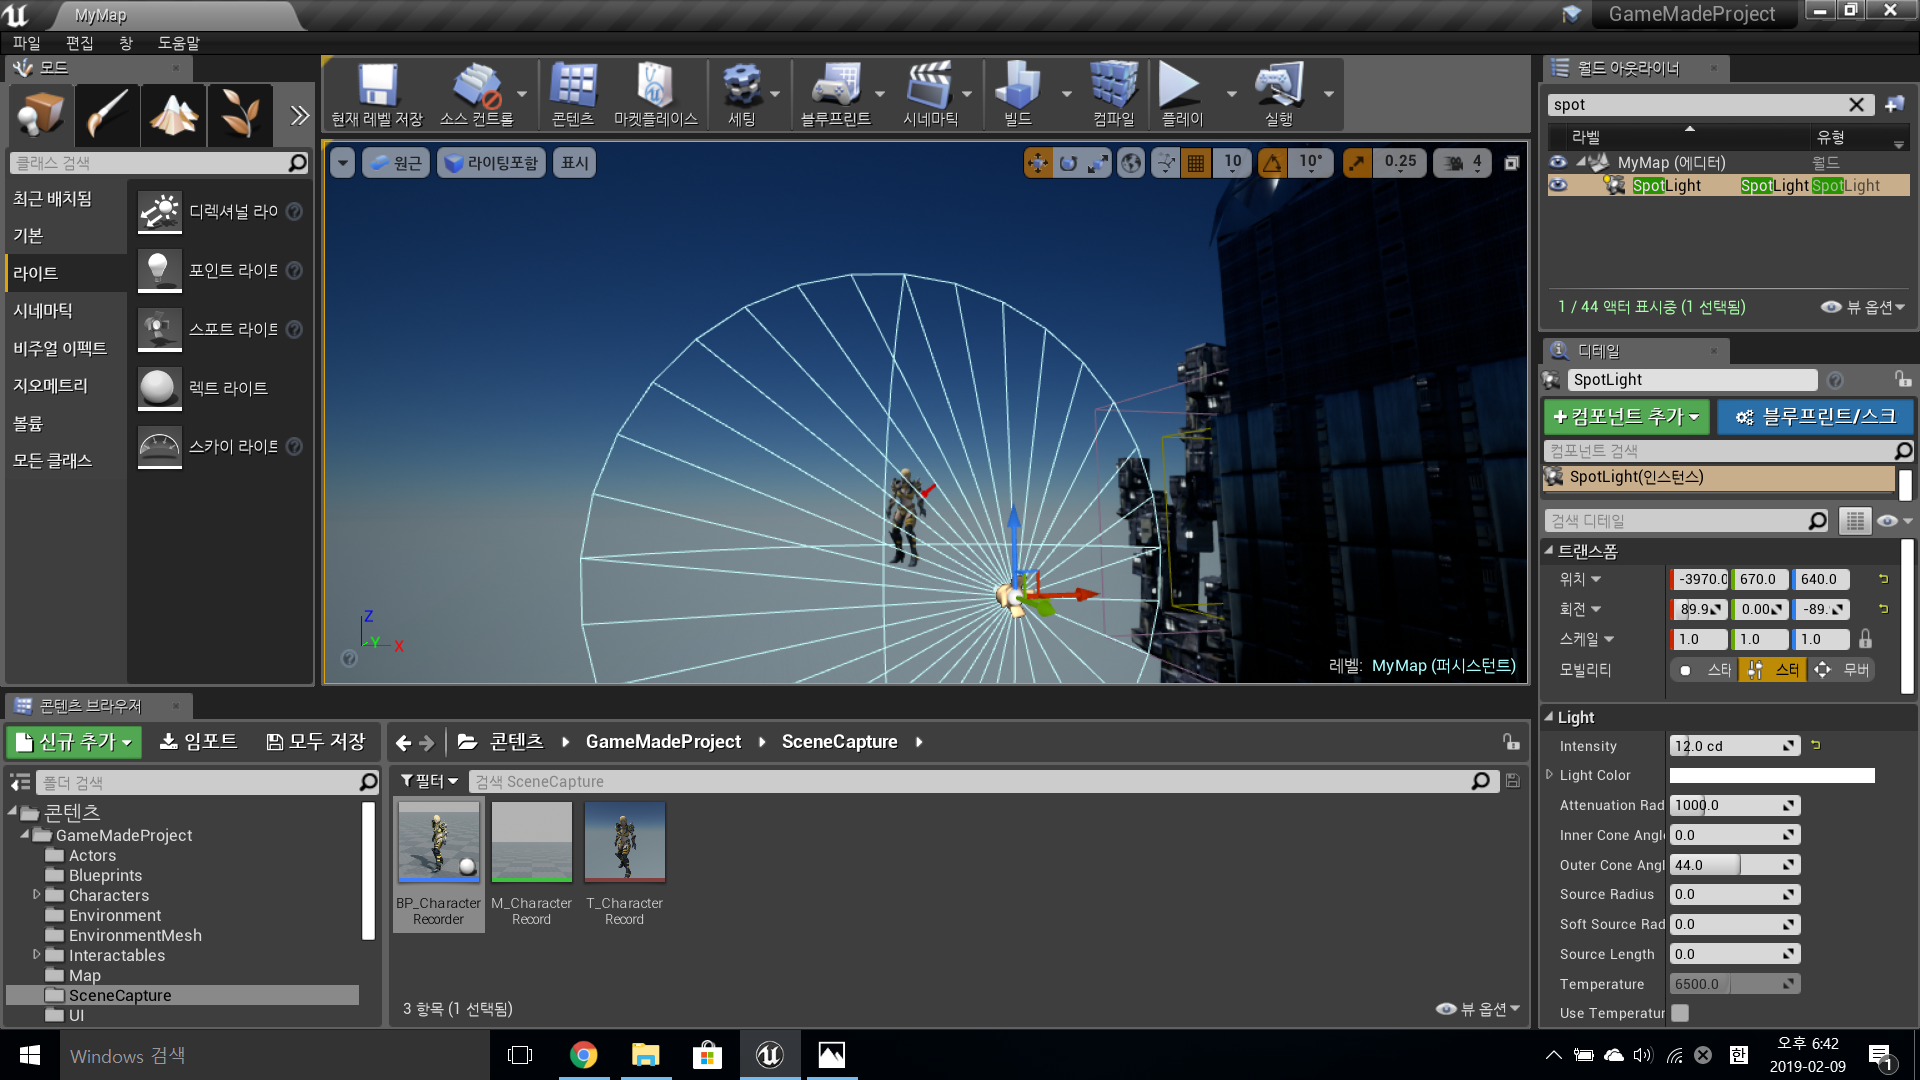 MyMap
GameMadeProject
파일 편집 창 도움말
모드
클래스 검색
최근 배치됨
기본
라이트
시네마틱
비주얼 이펙트
지오메트리
볼륨
모든 클래스
디렉셔널 라이
포인트 라이트
스포트 라이트
렉트 라이트
스카이 라이트
현재 레벨 저장
소스 컨트롤
콘텐츠
마켓플레이스
세팅
블루프린트
시네마틱
빌드
컴파일
플레이
실행
원근
라이팅포함
표시
10
10°
0.25
4
Z
Y
X
레벨: MyMap (퍼시스턴트)
월드 아웃라이너
spot
라벨 유형
MyMap (에디터) 월드
SpotLight SpotLight SpotLight
1 / 44 액터 표시중 (1 선택됨) 뷰 옵션
디테일
SpotLight
+컴포넌트 추가 블루프린트/스크
컴포넌트 검색
SpotLight(인스턴스)
검색 디테일
트랜스폼
위치 -3970.0 670.0 640.0
회전 89.9 0.00 -89.
스케일 1.0 1.0 1.0
모빌리티 스타 스터 무버
Light
Intensity 12.0 cd
Light Color
Attenuation Rad 1000.0
Inner Cone Angle 0.0
Outer Cone Angl 44.0
Source Radius 0.0
Soft Source Rad 0.0
Source Length 0.0
Temperature 6500.0
Use Temperatur
콘텐츠 브라우저
신규 추가 임포트 모두 저장
콘텐츠 GameMadeProject SceneCapture
폴더 검색
필터 검색 SceneCapture
콘텐츠
GameMadeProject
Actors
Blueprints
Characters
Environment
EnvironmentMesh
Interactables
Map
SceneCapture
UI
BP_Character
Recorder
M_Character
Record
T_Character
Record
3 항목 (1 선택됨) 뷰 옵션
Windows 검색
한
오후 6:42
2019-02-09
1